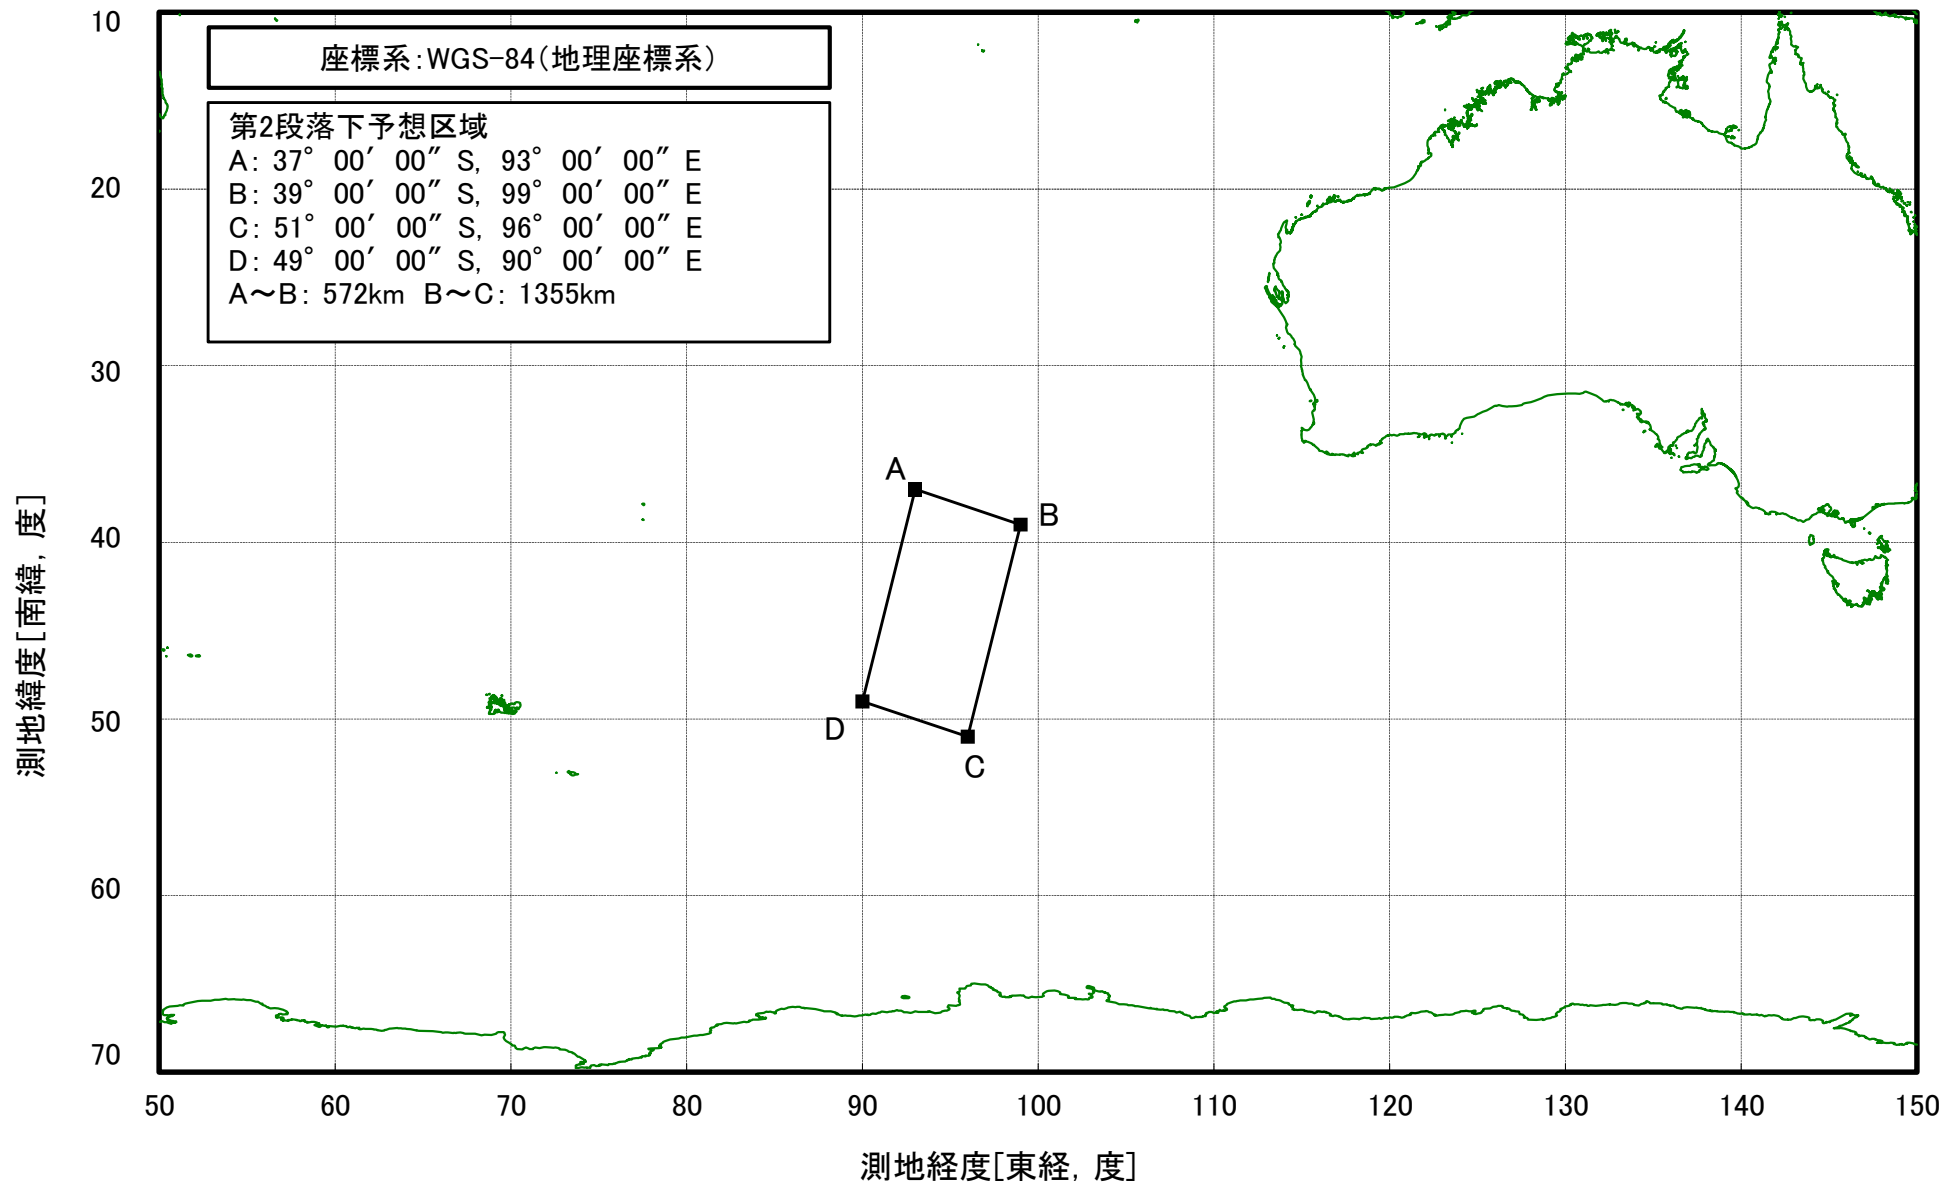 座標系:WGS-84(地理座標系)
第2段落下予想区域
A: 37° 00′ 00″ S, 93° 00′ 00″ E
B: 39° 00′ 00″ S, 99° 00′ 00″ E
C: 51° 00′ 00″ S, 96° 00′ 00″ E
D: 49° 00′ 00″ S, 90° 00′ 00″ E
A～B: 572km B～C: 1355km
10
20
30
40
50
60
70
測地緯度[南緯, 度]
A
B
D
C
50 60 70 80 90 100 110 120 130 140 150
測地経度[東経, 度]